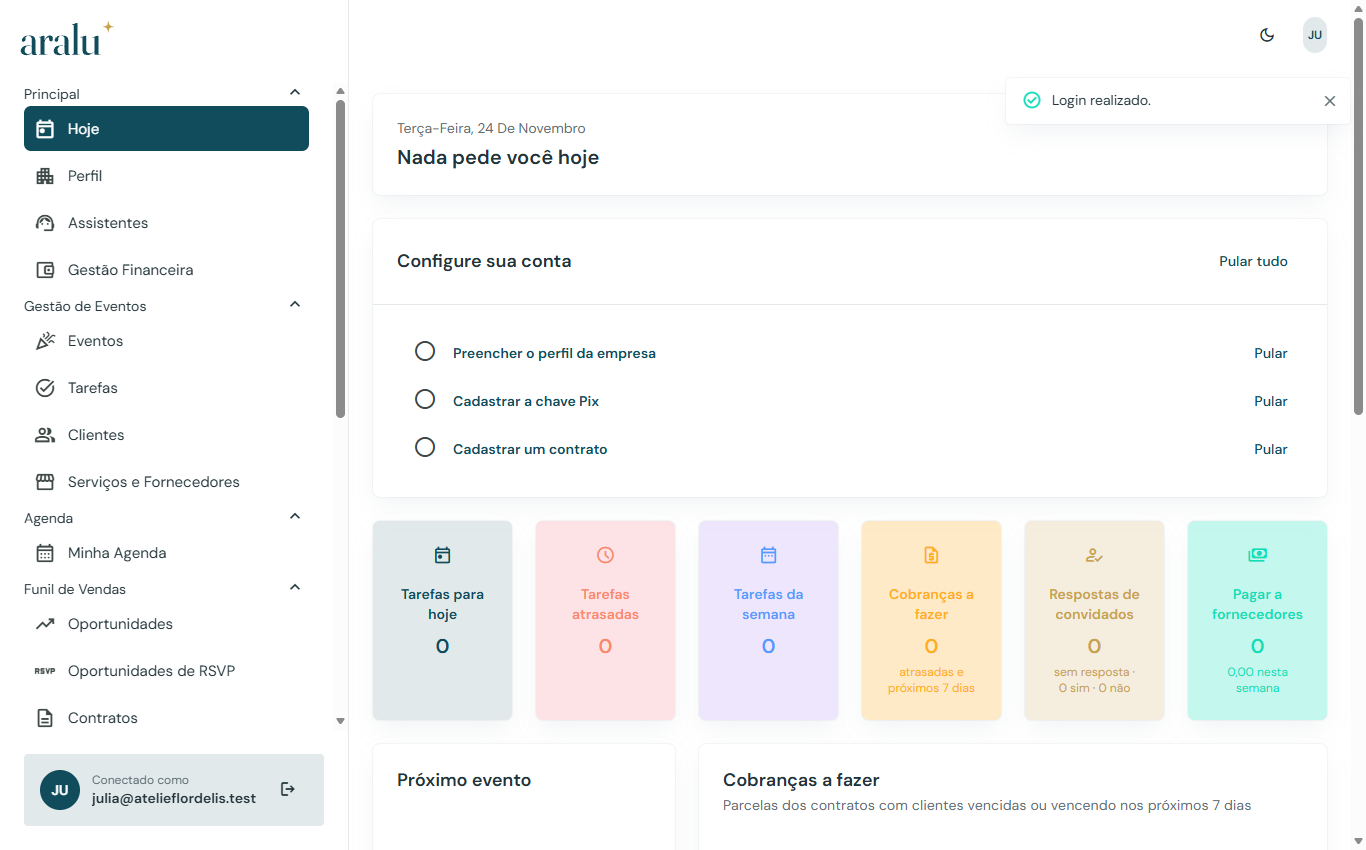 aralu
Principal
Hoje
Perfil
Assistentes
Gestão Financeira
Gestão de Eventos
Eventos
Tarefas
Clientes
Serviços e Fornecedores
Agenda
Minha Agenda
Funil de Vendas
Oportunidades
RSVP Oportunidades de RSVP
Contratos
JU
Conectado como
julia@atelieflordelis.test
JU
Login realizado.
Terça-Feira, 24 De Novembro
Nada pede você hoje
Configure sua conta
Pular tudo
Preencher o perfil da empresa
Pular
Cadastrar a chave Pix
Pular
Cadastrar um contrato
Pular
Tarefas para
hoje
0
Tarefas
atrasadas
0
Tarefas da
semana
0
Cobranças a
fazer
0
atrasadas e
próximos 7 dias
Respostas de
convidados
0
sem resposta ·
0 sim · 0 não
Pagar a
fornecedores
0
0,00 nesta
semana
Próximo evento
Cobranças a fazer
Parcelas dos contratos com clientes vencidas ou vencendo nos próximos 7 dias